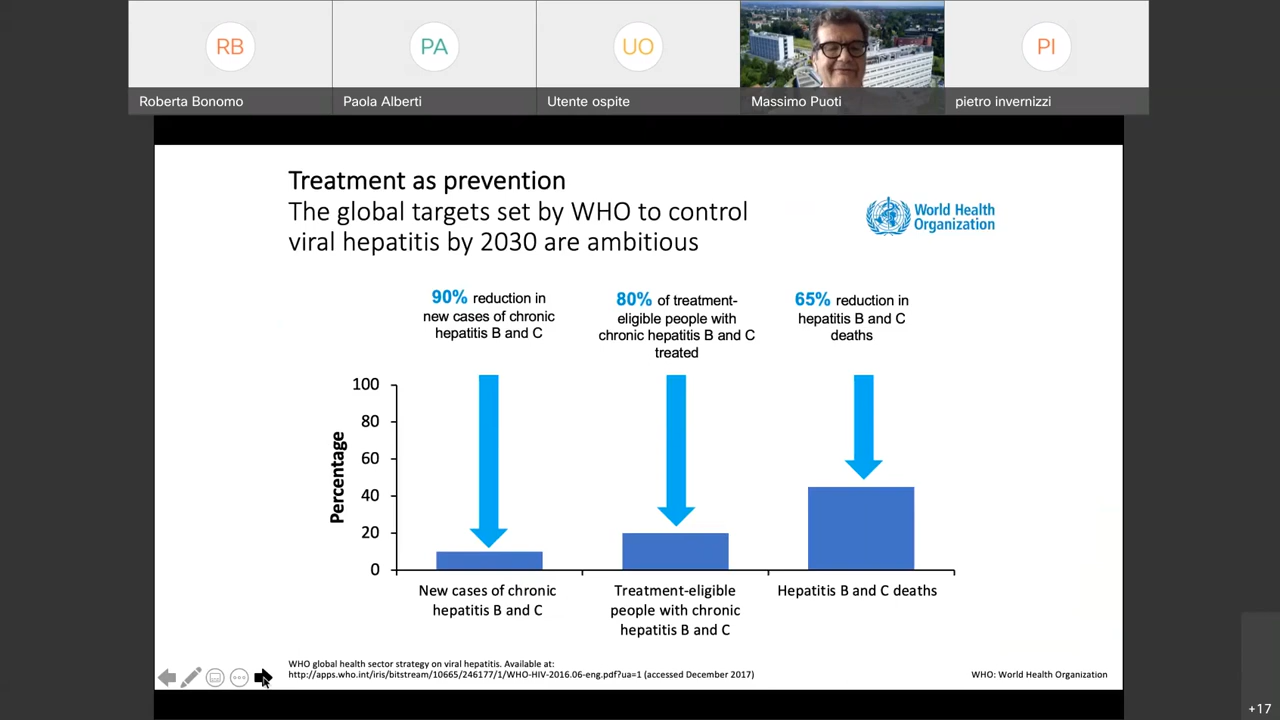 RB
PA
UO
PI
Roberta Bonomo
Paola Alberti
Utente ospite
Massimo Puoti
pietro invernizzi
Treatment as prevention
The global targets set by WHO to control
viral hepatitis by 2030 are ambitious
World Health
Organization
90% reduction in
new cases of chronic
hepatitis B and C
80% of treatment-
eligible people with
chronic hepatitis B and C
treated
65% reduction in
hepatitis B and C
deaths
Percentage
100
80
60
40
20
0
New cases of chronic
hepatitis B and C
Treatment-eligible
people with chronic
hepatitis B and C
Hepatitis B and C deaths
WHO global health sector strategy on viral hepatitis. Available at:
http://apps.who.int/iris/bitstream/10665/246177/1/WHO-HIV-2016.06-eng.pdf?ua=1 (accessed December 2017)
WHO: World Health Organization
+17